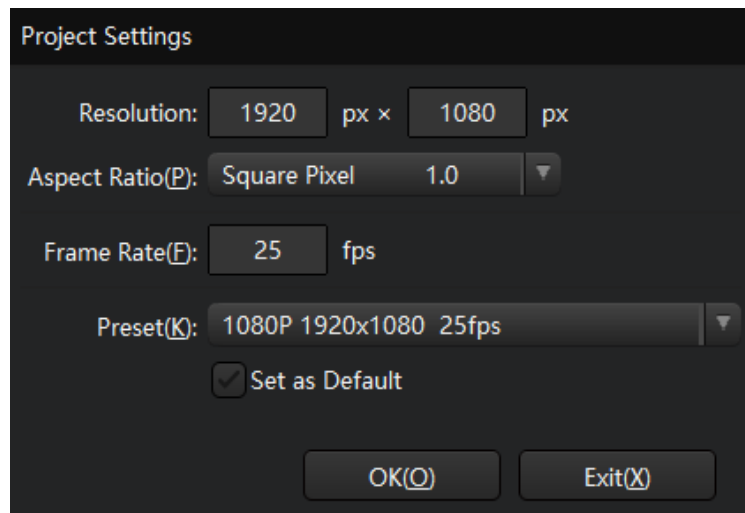 Project Settings
Resolution: 1920 px × 1080 px
Aspect Ratio(P): Square Pixel 1.0
Frame Rate(F): 25 fps
Preset(K): 1080P 1920x1080 25fps
Set as Default
OK(O) Exit(X)